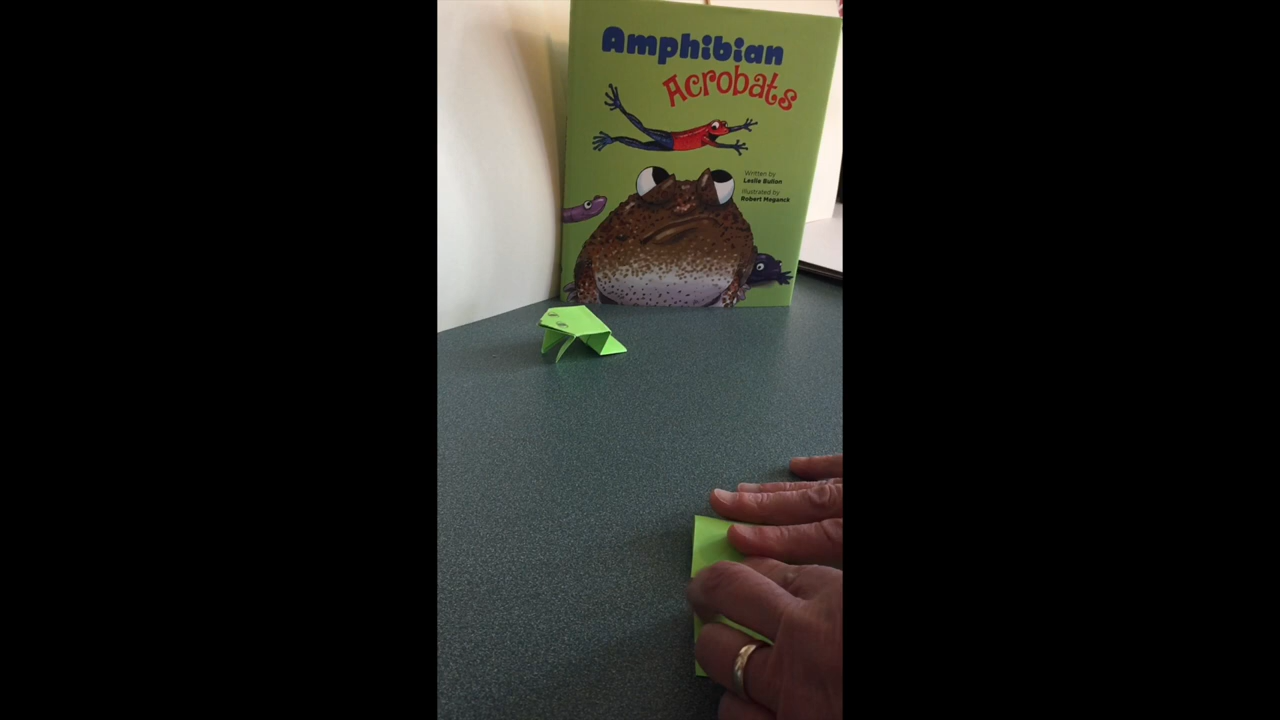 Amphibian
Acrobats
Written by
Leslie Bulion
Illustrated by
Robert Meganck